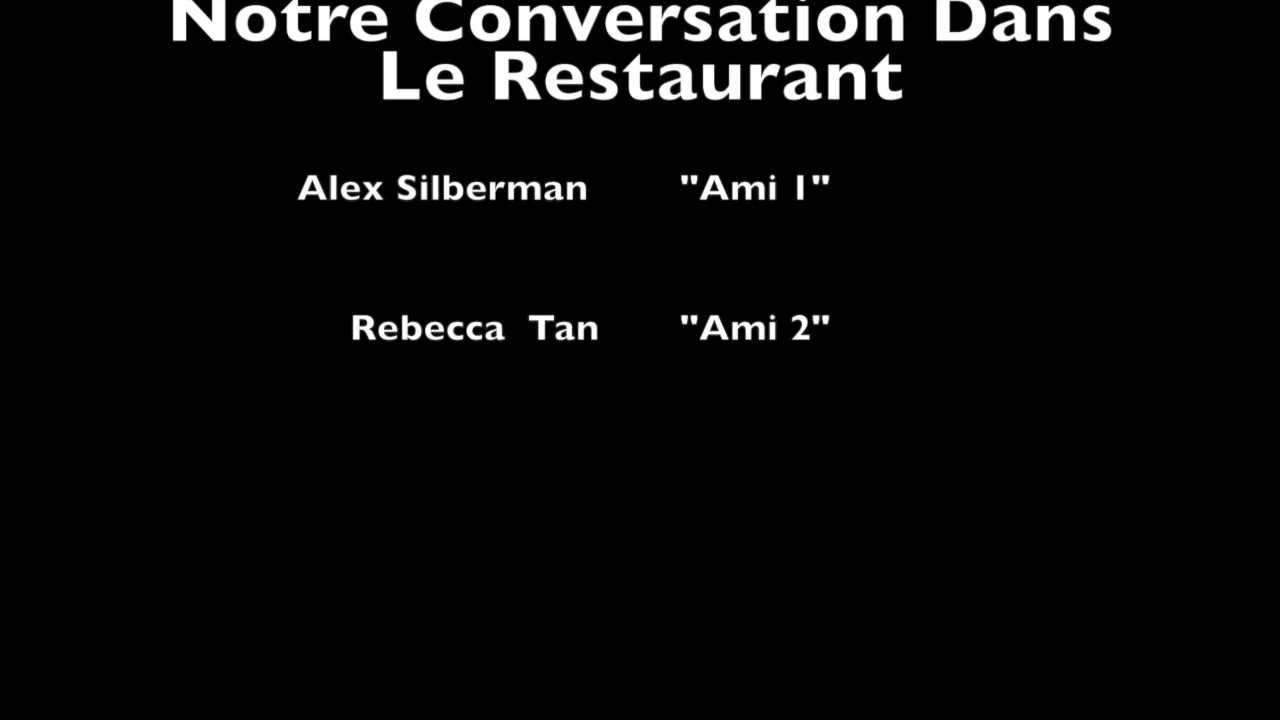 Notre Conversation Dans
Le Restaurant
Alex Silberman "Ami 1"
Rebecca Tan "Ami 2"